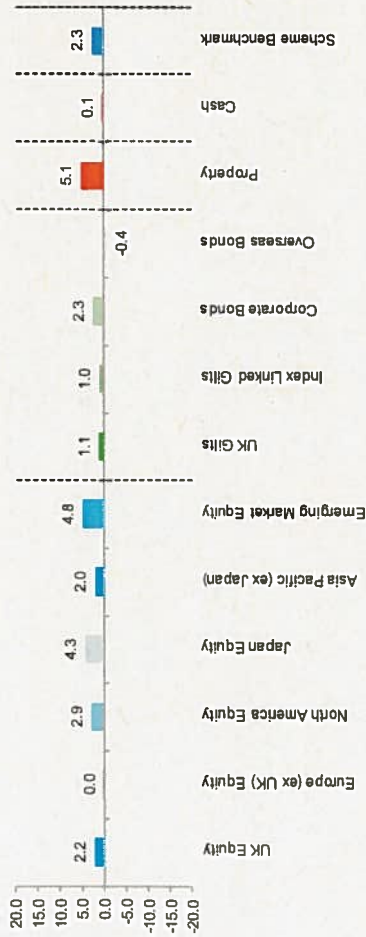 20.0
15.0
10.0
5.0
0.0
-5.0
-10.0
-15.0
-20.0
2.2
0.0
2.9
4.3
2.0
4.8
1.1
1.0
2.3
-0.4
5.1
0.1
2.3
UK Equity
Europe (ex UK) Equity
North America Equity
Japan Equity
Asia Pacific (ex Japan)
Emerging Market Equity
UK Gilts
Index Linked Gilts
Corporate Bonds
Overseas Bonds
Property
Cash
Scheme Benchmark